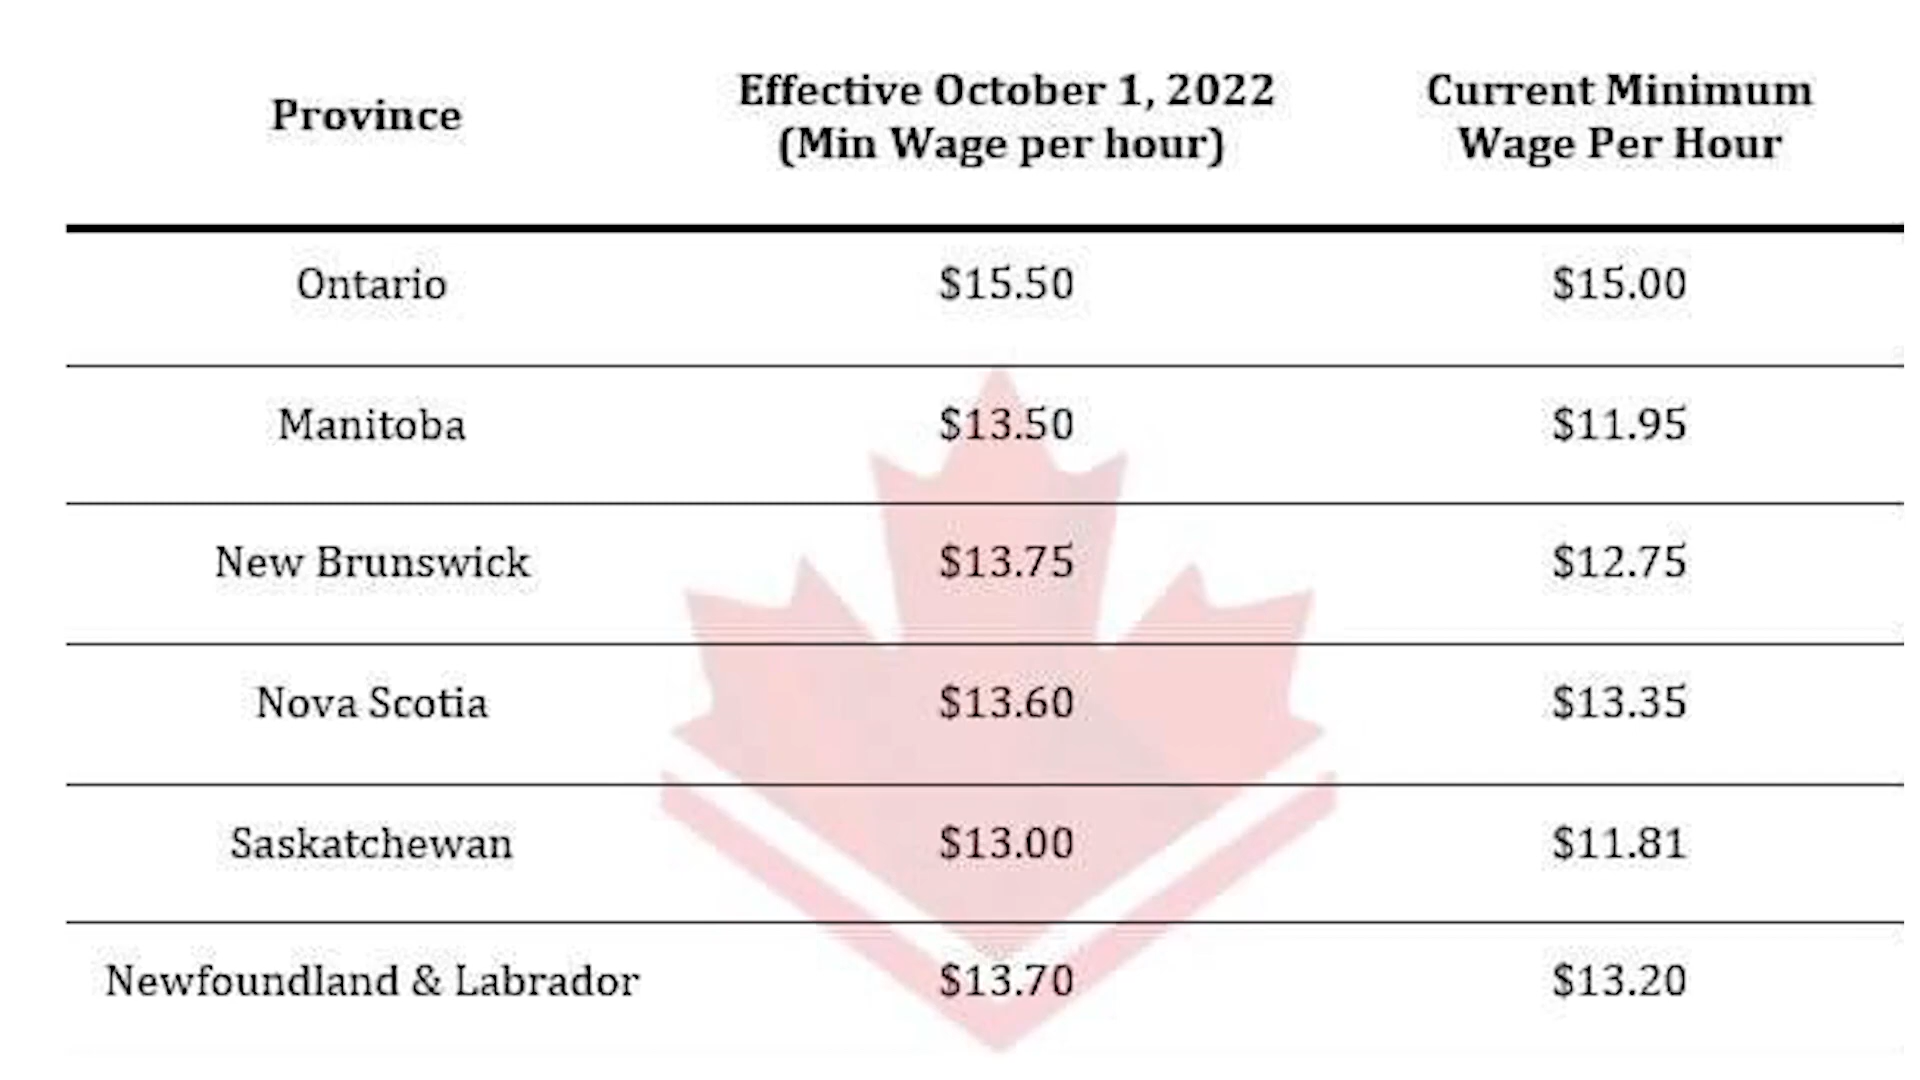 Province Effective October 1, 2022 Current Minimum
(Min Wage per hour) Wage Per Hour
Ontario $15.50 $15.00
Manitoba $13.50 $11.95
New Brunswick $13.75 $12.75
Nova Scotia $13.60 $13.35
Saskatchewan $13.00 $11.81
Newfoundland & Labrador $13.70 $13.20